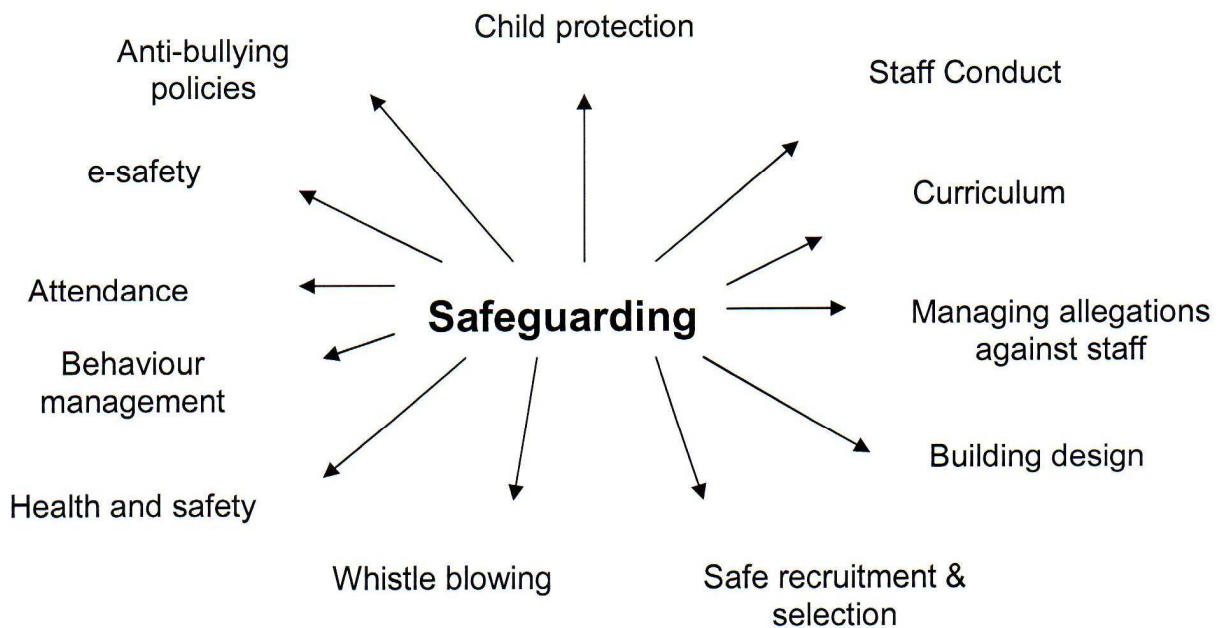 Child protection
Anti-bullying
policies
Staff Conduct
e-safety
Curriculum
Attendance
Safeguarding
Managing allegations
against staff
Behaviour
management
Building design
Health and safety
Whistle blowing
Safe recruitment &
selection